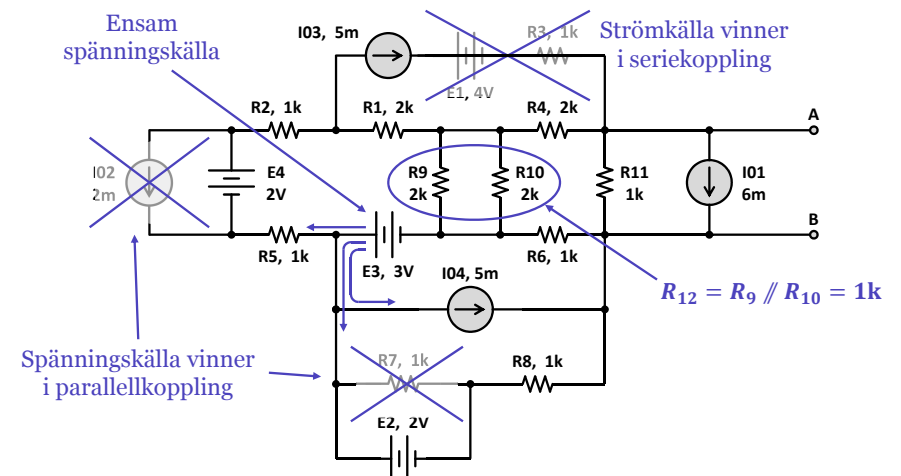 Ensam
spänningskälla
I03, 5m
R3, 1k
Strömkälla vinner
i seriekoppling
E1, 4V
R2, 1k
R1, 2k
R4, 2k
A
I02
2m
E4
2V
R9
2k
R10
2k
R11
1k
I01
6m
B
R5, 1k
E3, 3V
R6, 1k
I04, 5m
R₁₂ = R₉ ⫽ R₁₀ = 1k
Spänningskälla vinner
i parallellkoppling
R7, 1k
R8, 1k
E2, 2V